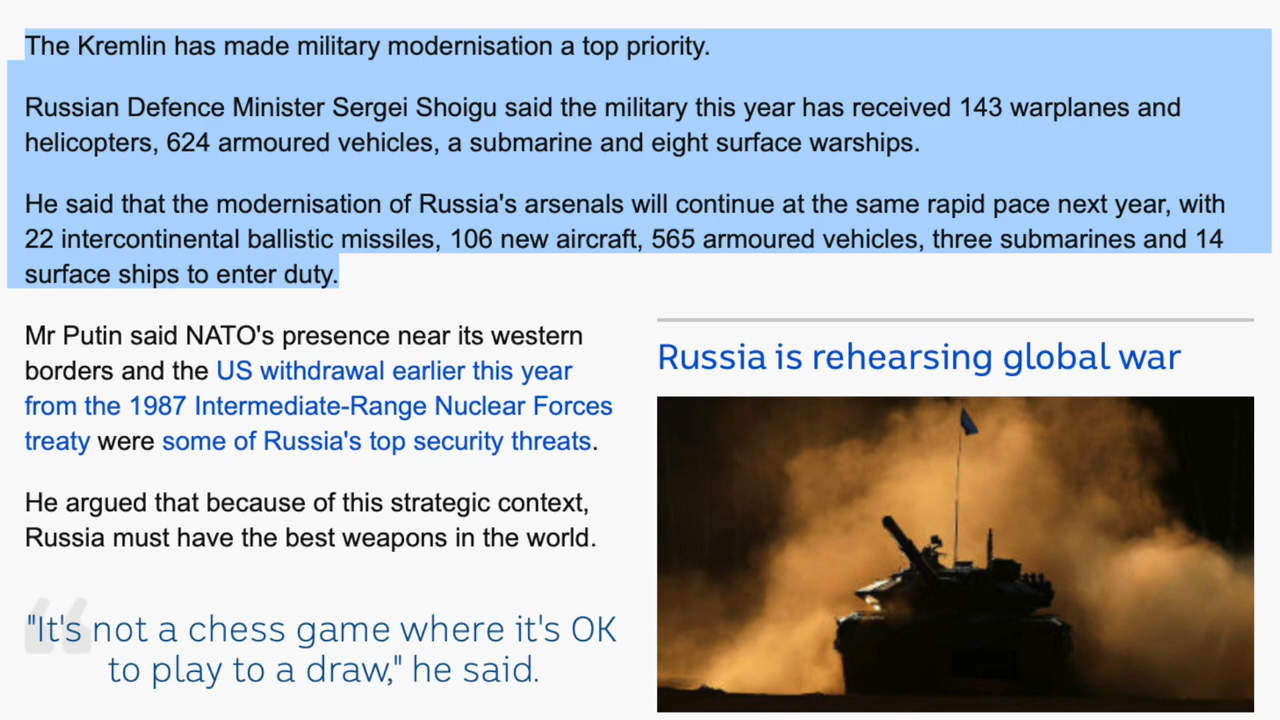 The Kremlin has made military modernisation a top priority.
Russian Defence Minister Sergei Shoigu said the military this year has received 143 warplanes and
helicopters, 624 armoured vehicles, a submarine and eight surface warships.
He said that the modernisation of Russia's arsenals will continue at the same rapid pace next year, with
22 intercontinental ballistic missiles, 106 new aircraft, 565 armoured vehicles, three submarines and 14
surface ships to enter duty.
Mr Putin said NATO's presence near its western
borders and the US withdrawal earlier this year
from the 1987 Intermediate-Range Nuclear Forces
treaty were some of Russia's top security threats.
He argued that because of this strategic context,
Russia must have the best weapons in the world.
"It's not a chess game where it's OK
to play to a draw," he said.
Russia is rehearsing global war